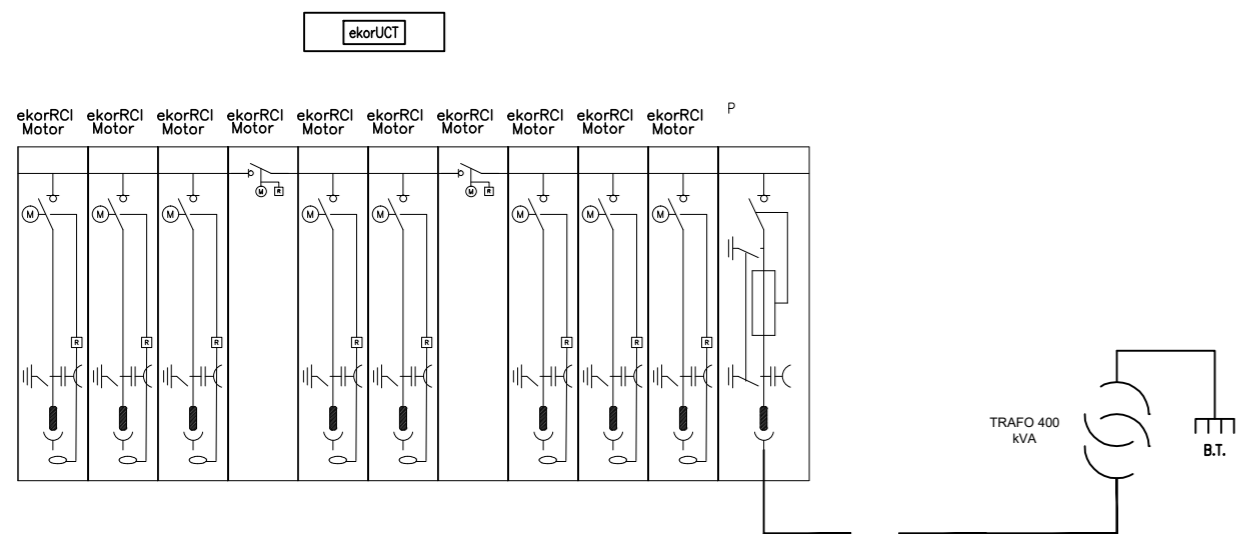 ekorUCT
ekorRCI ekorRCI ekorRCI ekorRCI ekorRCI ekorRCI ekorRCI ekorRCI ekorRCI ekorRCI P
Motor Motor Motor Motor Motor Motor Motor Motor Motor Motor
M R M R
M M M M M M M M
R R R R R R R R
TRAFO 400
kVA
B.T.